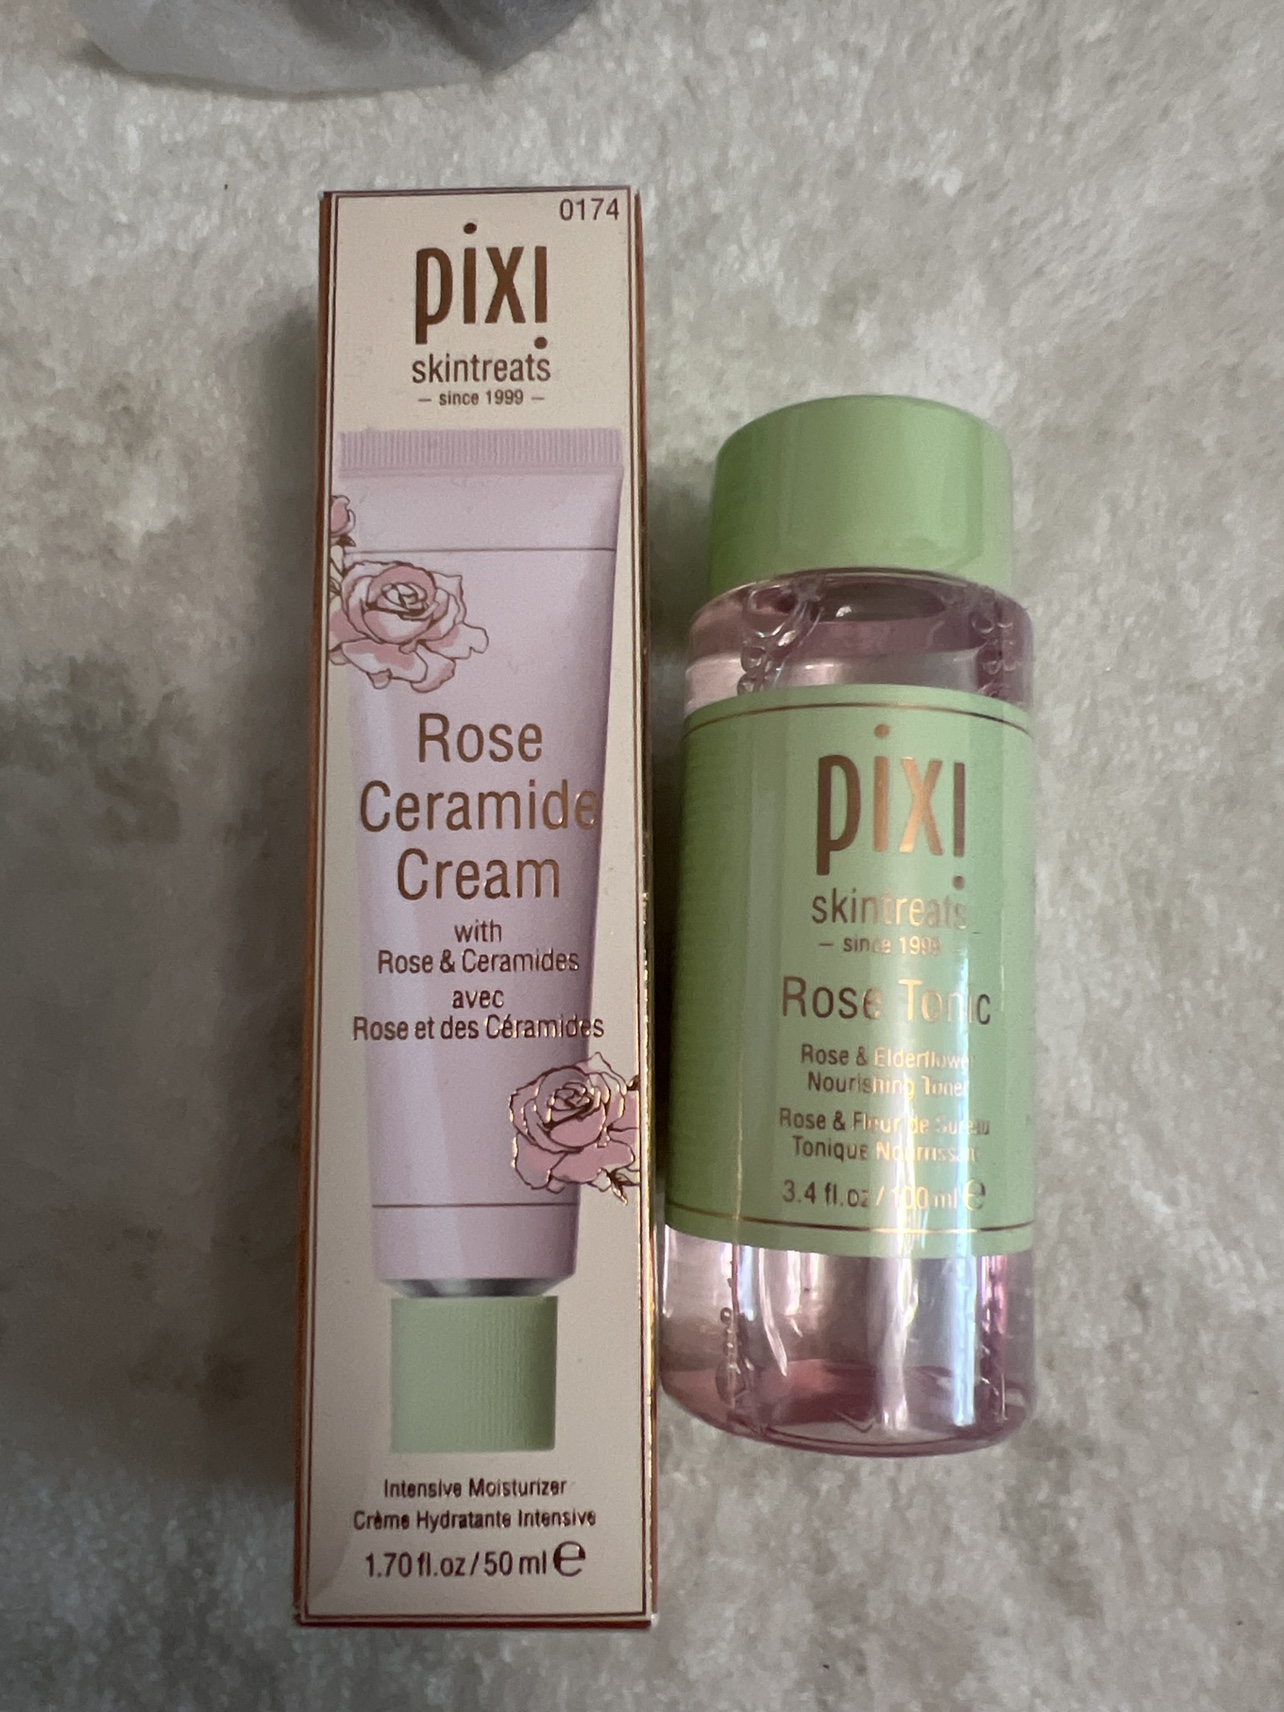 0174
pixi
skintreats
– since 1999 –
Rose
Ceramide
Cream
with
Rose & Ceramides
avec
Rose et des Céramides
Intensive Moisturizer
Crème Hydratante Intensive
1.70 fl.oz / 50 ml e
pixi
skintreats
– since 1999
Rose Tonic
Rose & Elderflower
Nourishing Toner
Rose & Fleur de Sureau
Tonique Nourrissant
3.4 fl.oz / 100 ml e